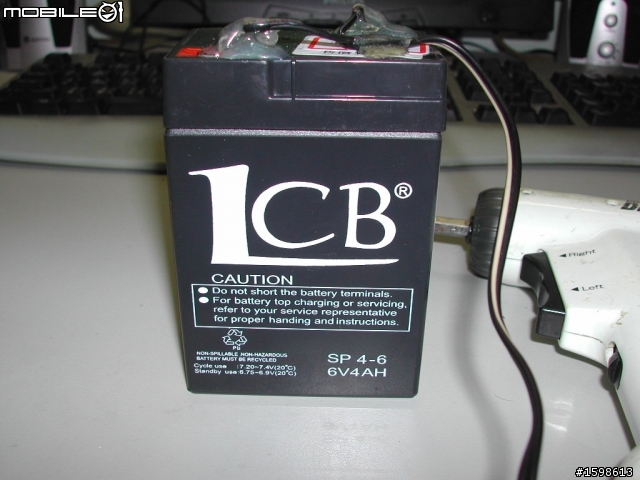 MOBILE01
LCB®
CAUTION
● Do not short the battery terminals.
● For battery top charging or servicing,
refer to your service representative
for proper handing and instructions.
Pb
NON-SPILLABLE .NON-HAZARDOUS
BATTERY MUST BE RECYCLED
Cycle use :7.20~7.4V(20°C)
Standby use :6.75~6.9V(20°C)
SP 4-6
6V4AH
Right
Left
#1598613